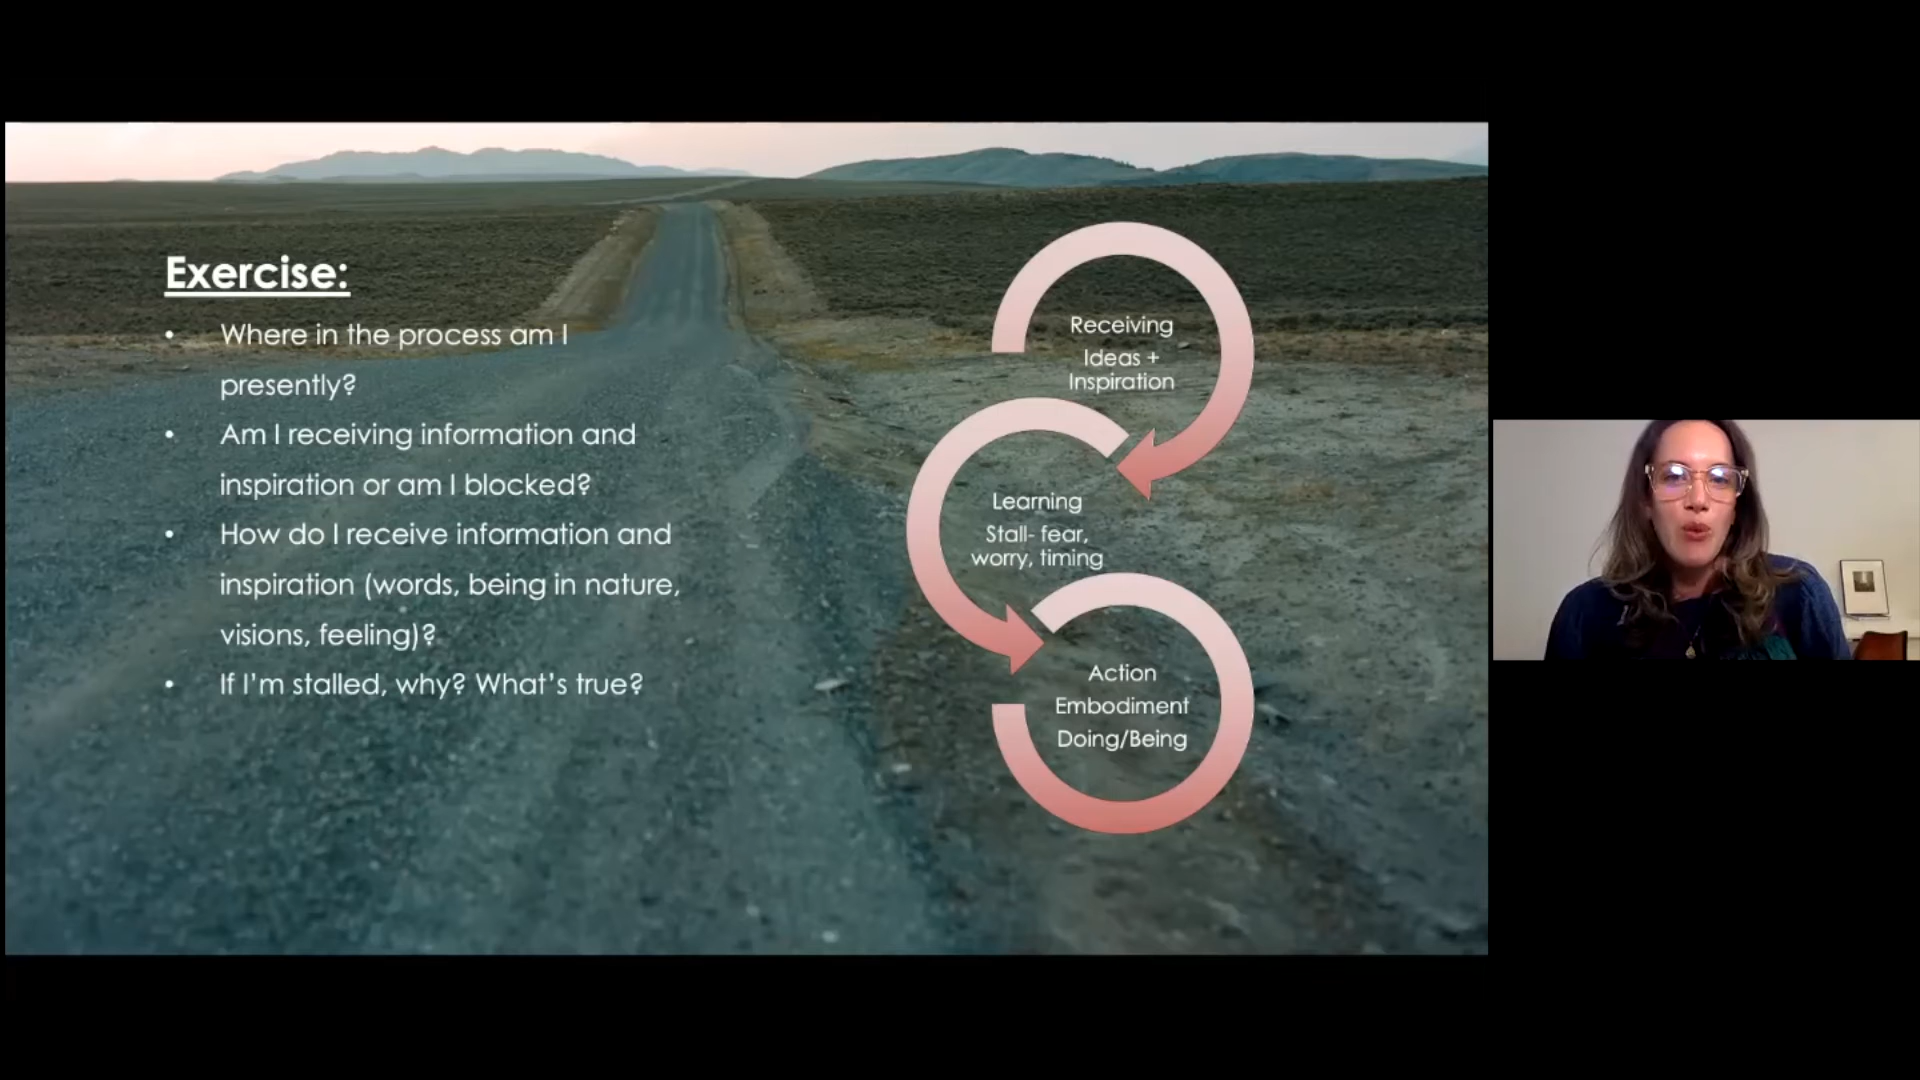 Exercise:
• Where in the process am I
presently?
• Am I receiving information and
inspiration or am I blocked?
• How do I receive information and
inspiration (words, being in nature,
visions, feeling)?
• If I'm stalled, why? What's true?
Receiving
Ideas +
Inspiration
Learning
Stall- fear,
worry, timing
Action
Embodiment
Doing/Being